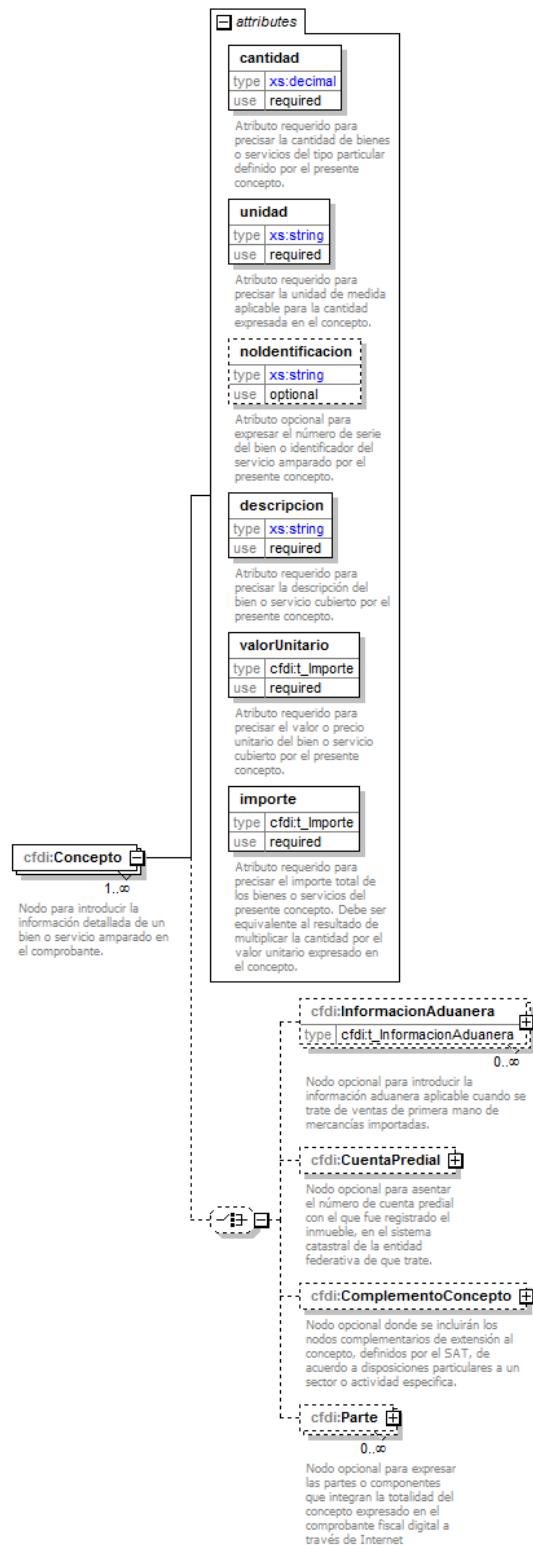 attributes
cantidad
type xs:decimal
use required
Atributo requerido para
precisar la cantidad de bienes
o servicios del tipo particular
definido por el presente
concepto.
unidad
type xs:string
use required
Atributo requerido para
precisar la unidad de medida
aplicable para la cantidad
expresada en el concepto.
noIdentificacion
type xs:string
use optional
Atributo opcional para
expresar el número de serie
del bien o identificador del
servicio amparado por el
presente concepto.
descripcion
type xs:string
use required
Atributo requerido para
precisar la descripción del
bien o servicio cubierto por el
presente concepto.
valorUnitario
type cfdi:t_Importe
use required
Atributo requerido para
precisar el valor o precio
unitario del bien o servicio
cubierto por el presente
concepto.
importe
type cfdi:t_Importe
use required
Atributo requerido para
precisar el importe total de
los bienes o servicios del
presente concepto. Debe ser
equivalente al resultado de
multiplicar la cantidad por el
valor unitario expresado en
el concepto.
cfdi:Concepto
1..∞
Nodo para introducir la
información detallada de un
bien o servicio amparado en
el comprobante.
cfdi:InformacionAduanera
type cfdi:t_InformacionAduanera
0..∞
Nodo opcional para introducir la
información aduanera aplicable cuando se
trate de ventas de primera mano de
mercancías importadas.
cfdi:CuentaPredial
Nodo opcional para asentar
el número de cuenta predial
con el que fue registrado el
inmueble, en el sistema
catastral de la entidad
federativa de que trate.
cfdi:ComplementoConcepto
Nodo opcional donde se incluirán los
nodos complementarios de extensión al
concepto, definidos por el SAT, de
acuerdo a disposiciones particulares a un
sector o actividad especifica.
cfdi:Parte
0..∞
Nodo opcional para expresar
las partes o componentes
que integran la totalidad del
concepto expresado en el
comprobante fiscal digital a
través de Internet